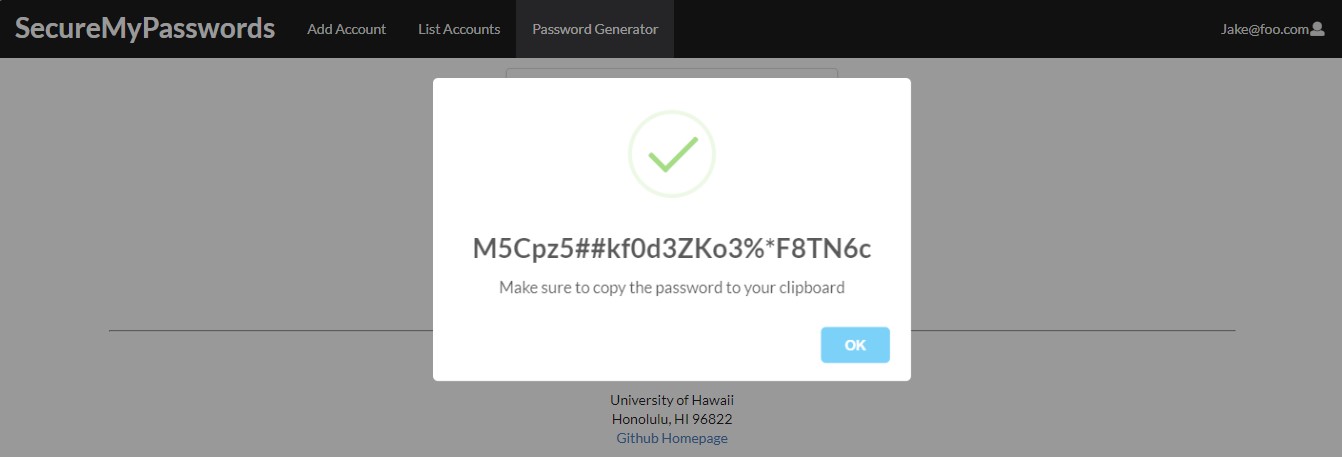 SecureMyPasswords Add Account List Accounts Password Generator Jake@foo.com
M5Cpz5##kf0d3ZKo3%*F8TN6c
Make sure to copy the password to your clipboard
OK
University of Hawaii
Honolulu, HI 96822
Github Homepage